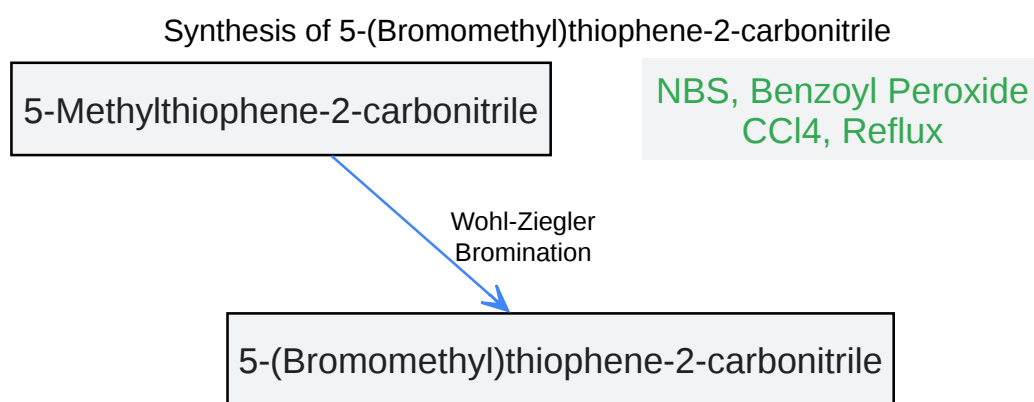 Synthesis of 5-(Bromomethyl)thiophene-2-carbonitrile
5-Methylthiophene-2-carbonitrile
NBS, Benzoyl Peroxide
CCl4, Reflux
Wohl-Ziegler
Bromination
5-(Bromomethyl)thiophene-2-carbonitrile